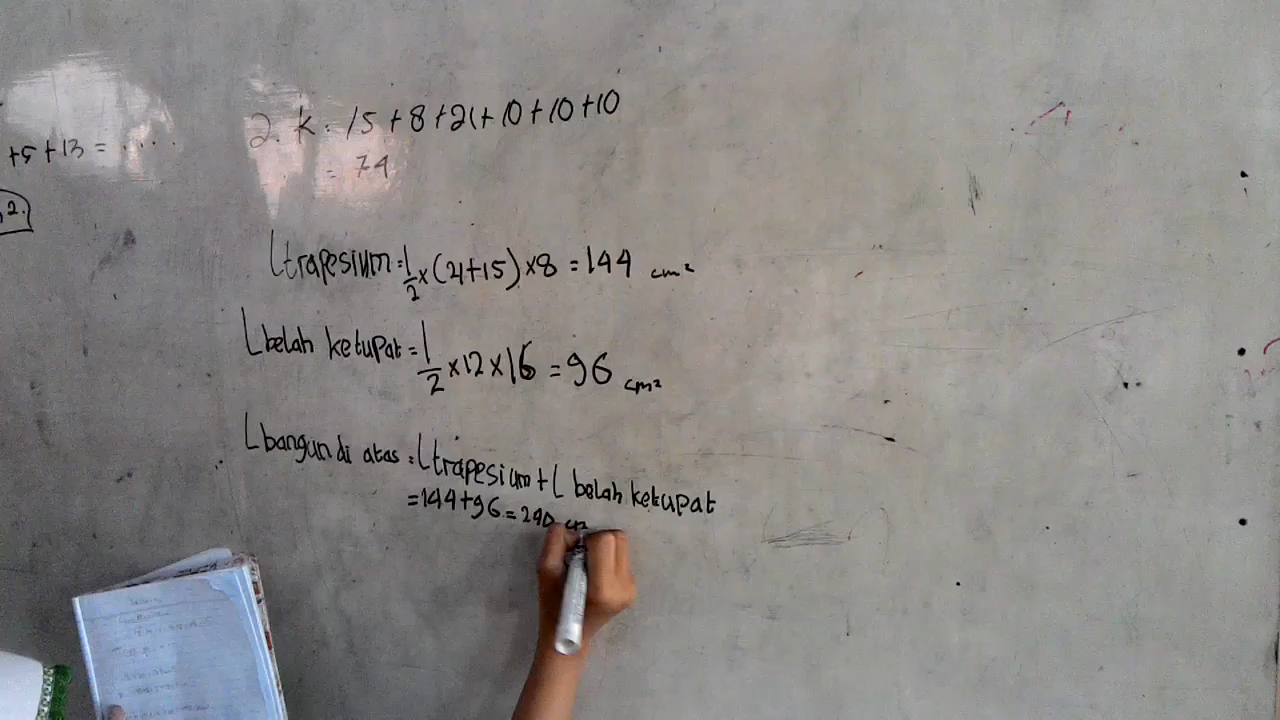 +5+13 = ....
2.
2. K = 15 + 8 + 21 + 10 + 10 + 10
= 74
L trapesium = 1/2 × (21+15) × 8 = 144 cm²
L belah ketupat = 1/2 × 12 × 16 = 96 cm²
L bangun di atas = L trapesium + L belah ketupat
= 144 + 96 = 240 cm